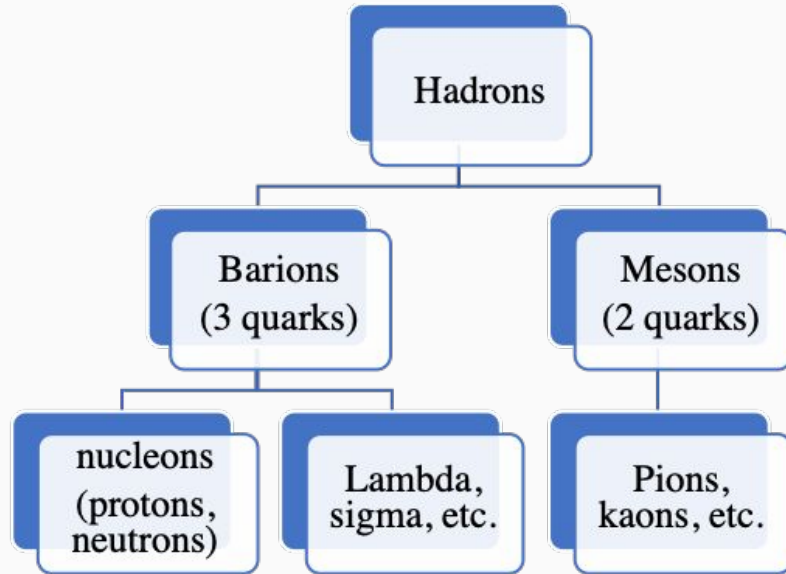 Hadrons
Barions
(3 quarks)
Mesons
(2 quarks)
nucleons
(protons,
neutrons)
Lambda,
sigma, etc.
Pions,
kaons, etc.